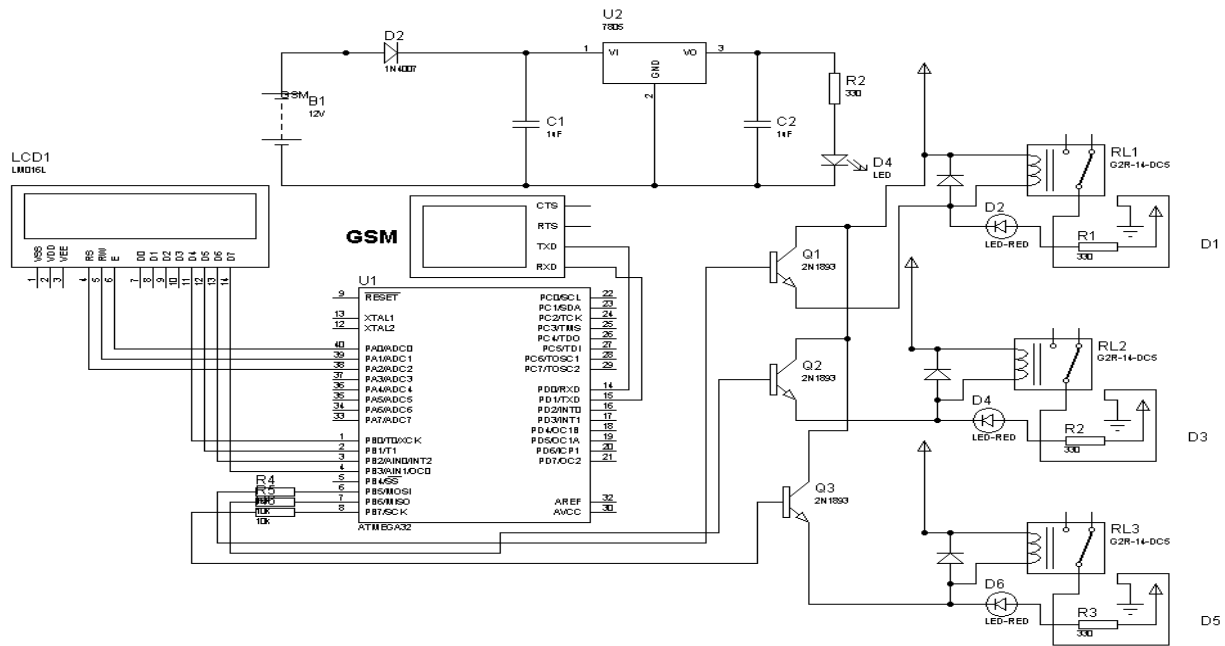 U2
7805
D2
1N4007
1
VI
VO
3
GND
2
GSM
B1
12V
C1
1uF
C2
1uF
R2
330
D4
LED
LCD1
LM016L
VSS VDD VEE RS RW E D0 D1 D2 D3 D4 D5 D6 D7
1 2 3 4 5 6 7 8 9 10 11 12 13 14
GSM
CTS
RTS
TXD
RXD
U1
9 RESET PC0/SCL 22
PC1/SDA 23
13 XTAL1 PC2/TCK 24
12 XTAL2 PC3/TMS 25
PC4/TDO 26
40 PA0/ADC0 PC5/TDI 27
39 PA1/ADC1 PC6/TOSC1 28
38 PA2/ADC2 PC7/TOSC2 29
37 PA3/ADC3
36 PA4/ADC4 PD0/RXD 14
35 PA5/ADC5 PD1/TXD 15
34 PA6/ADC6 PD2/INT0 16
33 PA7/ADC7 PD3/INT1 17
PD4/OC1B 18
1 PB0/T0/XCK PD5/OC1A 19
2 PB1/T1 PD6/ICP1 20
3 PB2/AIN0/INT2 PD7/OC2 21
4 PB3/AIN1/OC0
5 PB4/SS
6 PB5/MOSI
7 PB6/MISO AREF 32
8 PB7/SCK AVCC 30
ATMEGA32
R4
R5
10k
10k
Q1
2N1893
Q2
2N1893
Q3
2N1893
RL1
G2R-14-DC5
D2
LED-RED
R1
330
D1
RL2
G2R-14-DC5
D4
LED-RED
R2
330
D3
RL3
G2R-14-DC5
D6
LED-RED
R3
330
D5